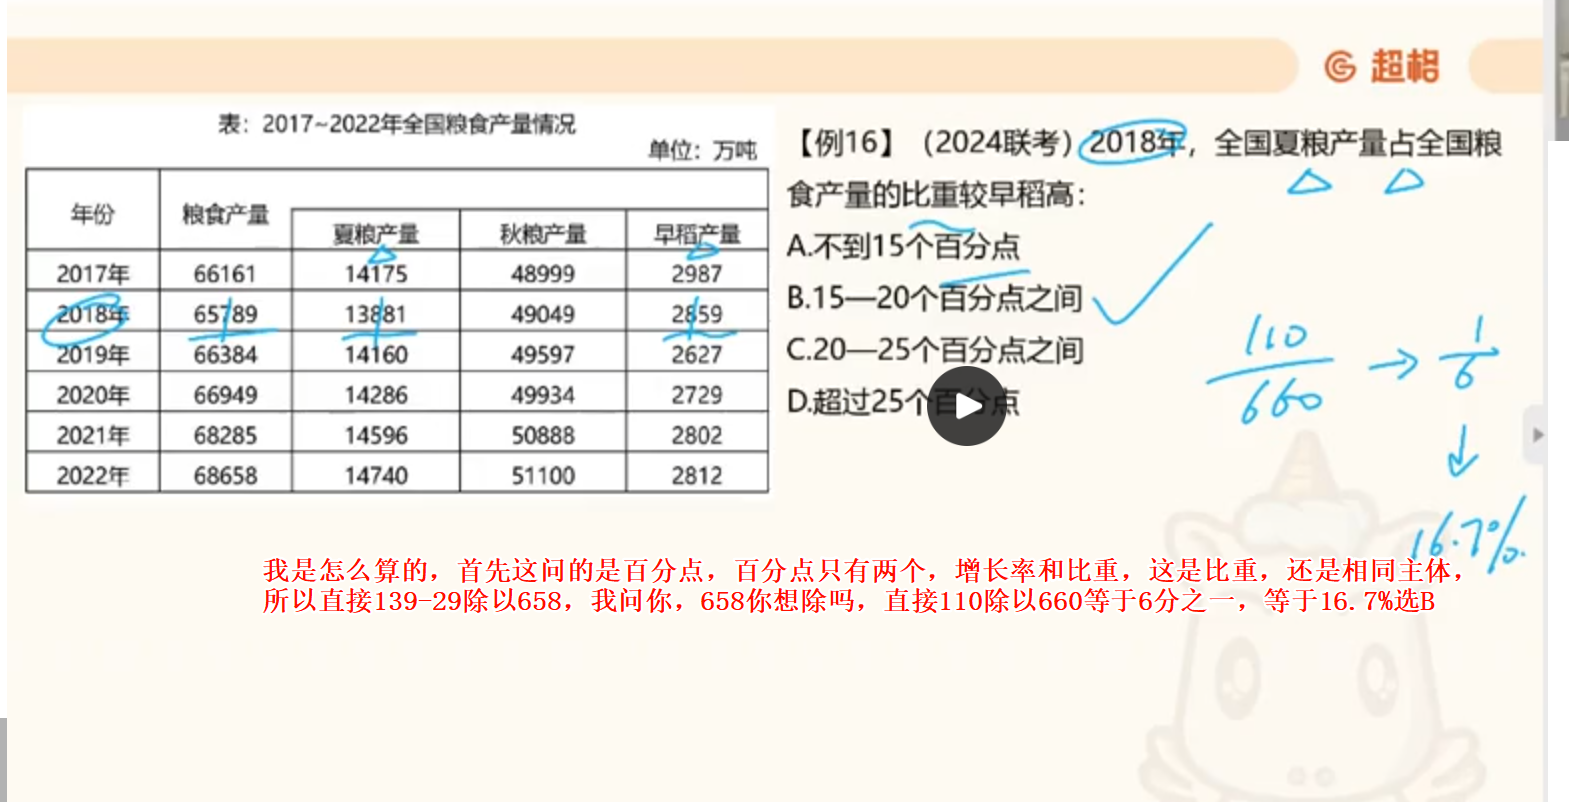 超格
表：2017~2022年全国粮食产量情况
单位：万吨
年份 粮食产量 夏粮产量 秋粮产量 早稻产量
2017年 66161 14175 48999 2987
2018年 65789 13881 49049 2859
2019年 66384 14160 49597 2627
2020年 66949 14286 49934 2729
2021年 68285 14596 50888 2802
2022年 68658 14740 51100 2812
【例16】（2024联考）2018年，全国夏粮产量占全国粮
食产量的比重较早稻高：
A.不到15个百分点
B.15—20个百分点之间
C.20—25个百分点之间
D.超过25个百分点
110
660
1
6
16.7%
我是怎么算的，首先这问的是百分点，百分点只有两个，增长率和比重，这是比重，还是相同主体，
所以直接139-29除以658，我问你，658你想除吗，直接110除以660等于6分之一，等于16.7%选B